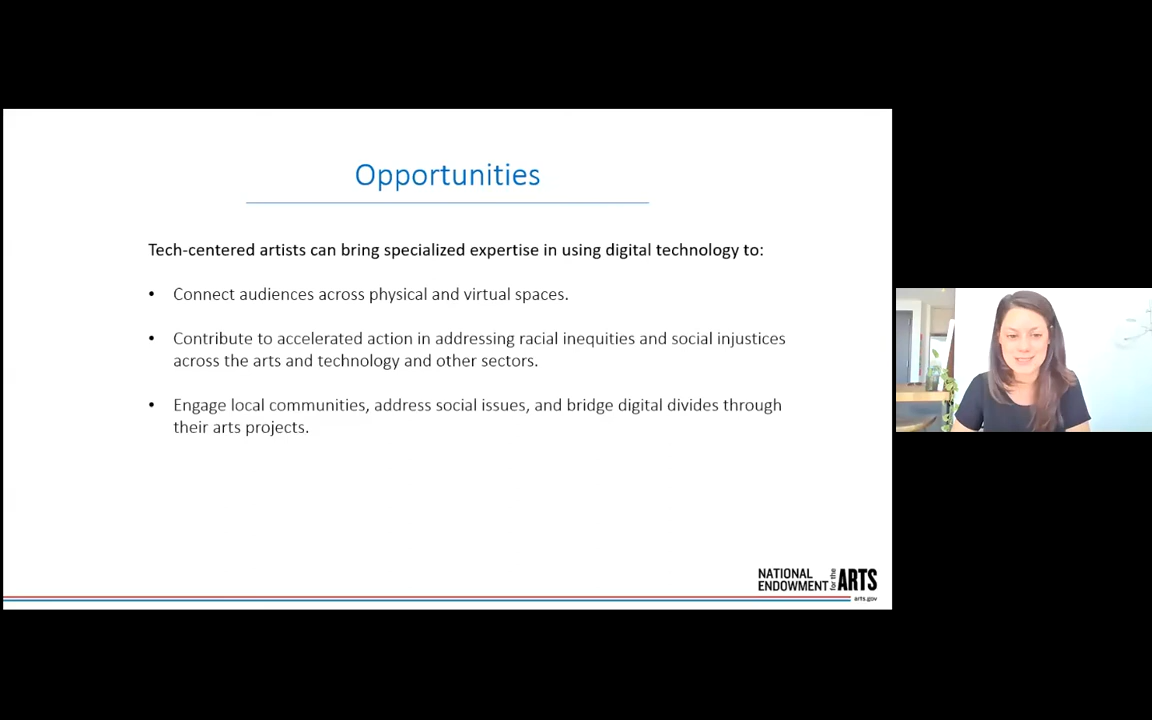 Opportunities
Tech-centered artists can bring specialized expertise in using digital technology to:
• Connect audiences across physical and virtual spaces.
• Contribute to accelerated action in addressing racial inequities and social injustices
across the arts and technology and other sectors.
• Engage local communities, address social issues, and bridge digital divides through
their arts projects.
NATIONAL
ENDOWMENT for the ARTS
arts.gov